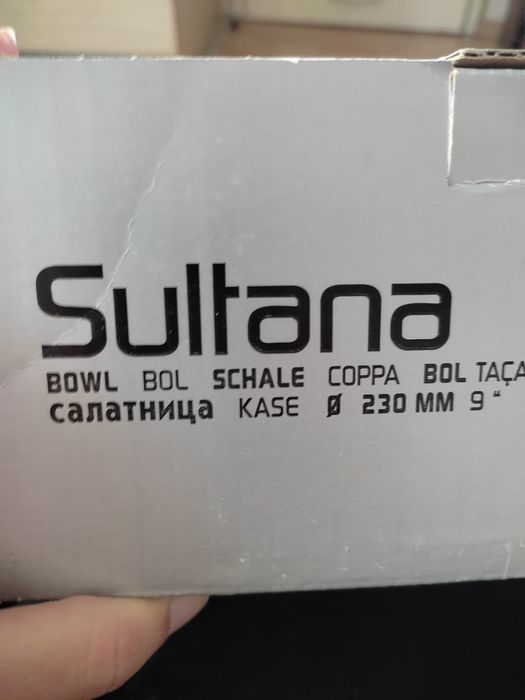 Sultana
BOWL BOL SCHALE COPPA BOL TAÇA
салатница KASE Ø 230 MM 9"